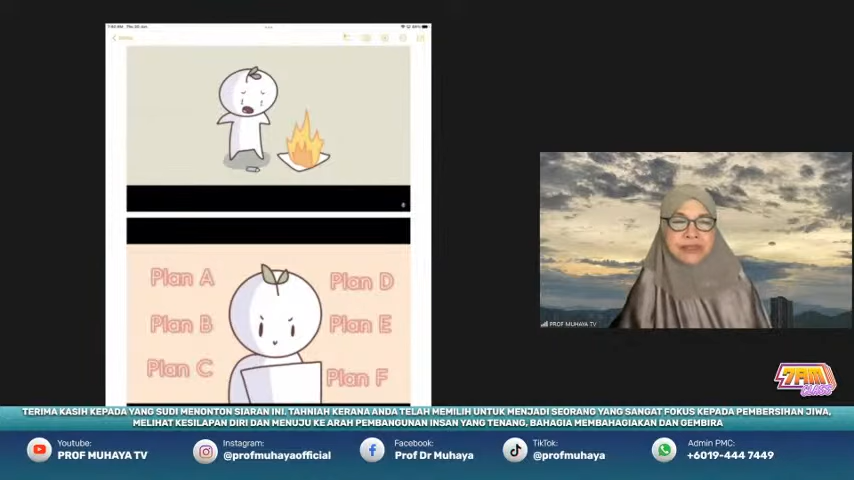 Plan A
Plan B
Plan C
Plan D
Plan E
Plan F
PROF MUHAYA TV
7AM
CLASS
TERIMA KASIH KEPADA YANG SUDI MENONTON SIARAN INI. TAHNIAH KERANA ANDA TELAH MEMILIH UNTUK MENJADI SEORANG YANG SANGAT FOKUS KEPADA PEMBERSIHAN JIWA,
MELIHAT KESILAPAN DIRI DAN MENUJU KE ARAH PEMBANGUNAN INSAN YANG TENANG, BAHAGIA MEMBAHAGIAKAN DAN GEMBIRA
Youtube:
PROF MUHAYA TV
Instagram:
@profmuhayaofficial
Facebook:
Prof Dr Muhaya
TikTok:
@profmuhaya
Admin PMC:
+6019-444 7449